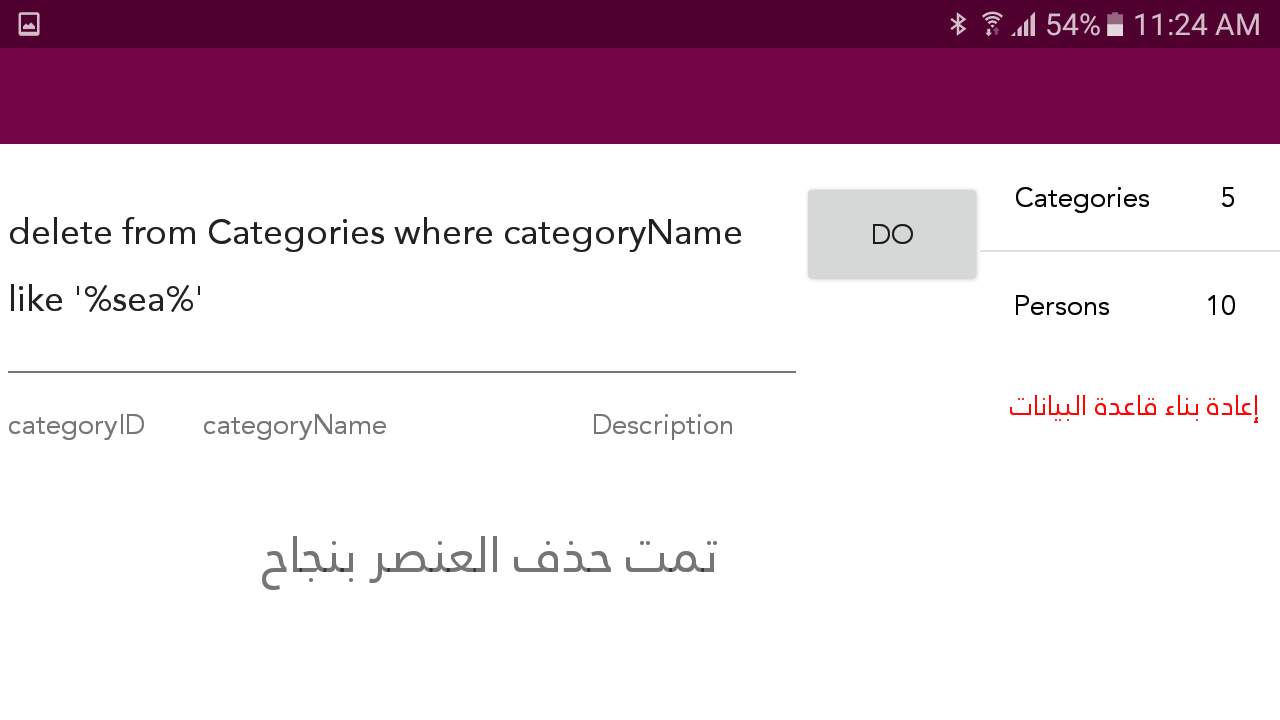 54% 11:24 AM
delete from Categories where categoryName
like '%sea%'
DO
Categories 5
Persons 10
إعادة بناء قاعدة البيانات
categoryID categoryName Description
تمت حذف العنصر بنجاح